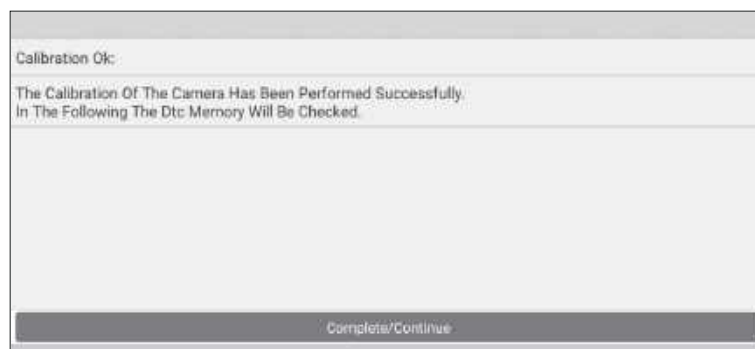 Calibration Ok:
The Calibration Of The Camera Has Been Performed Successfully.
In The Following The Dtc Memory Will Be Checked.
Complete/Continue